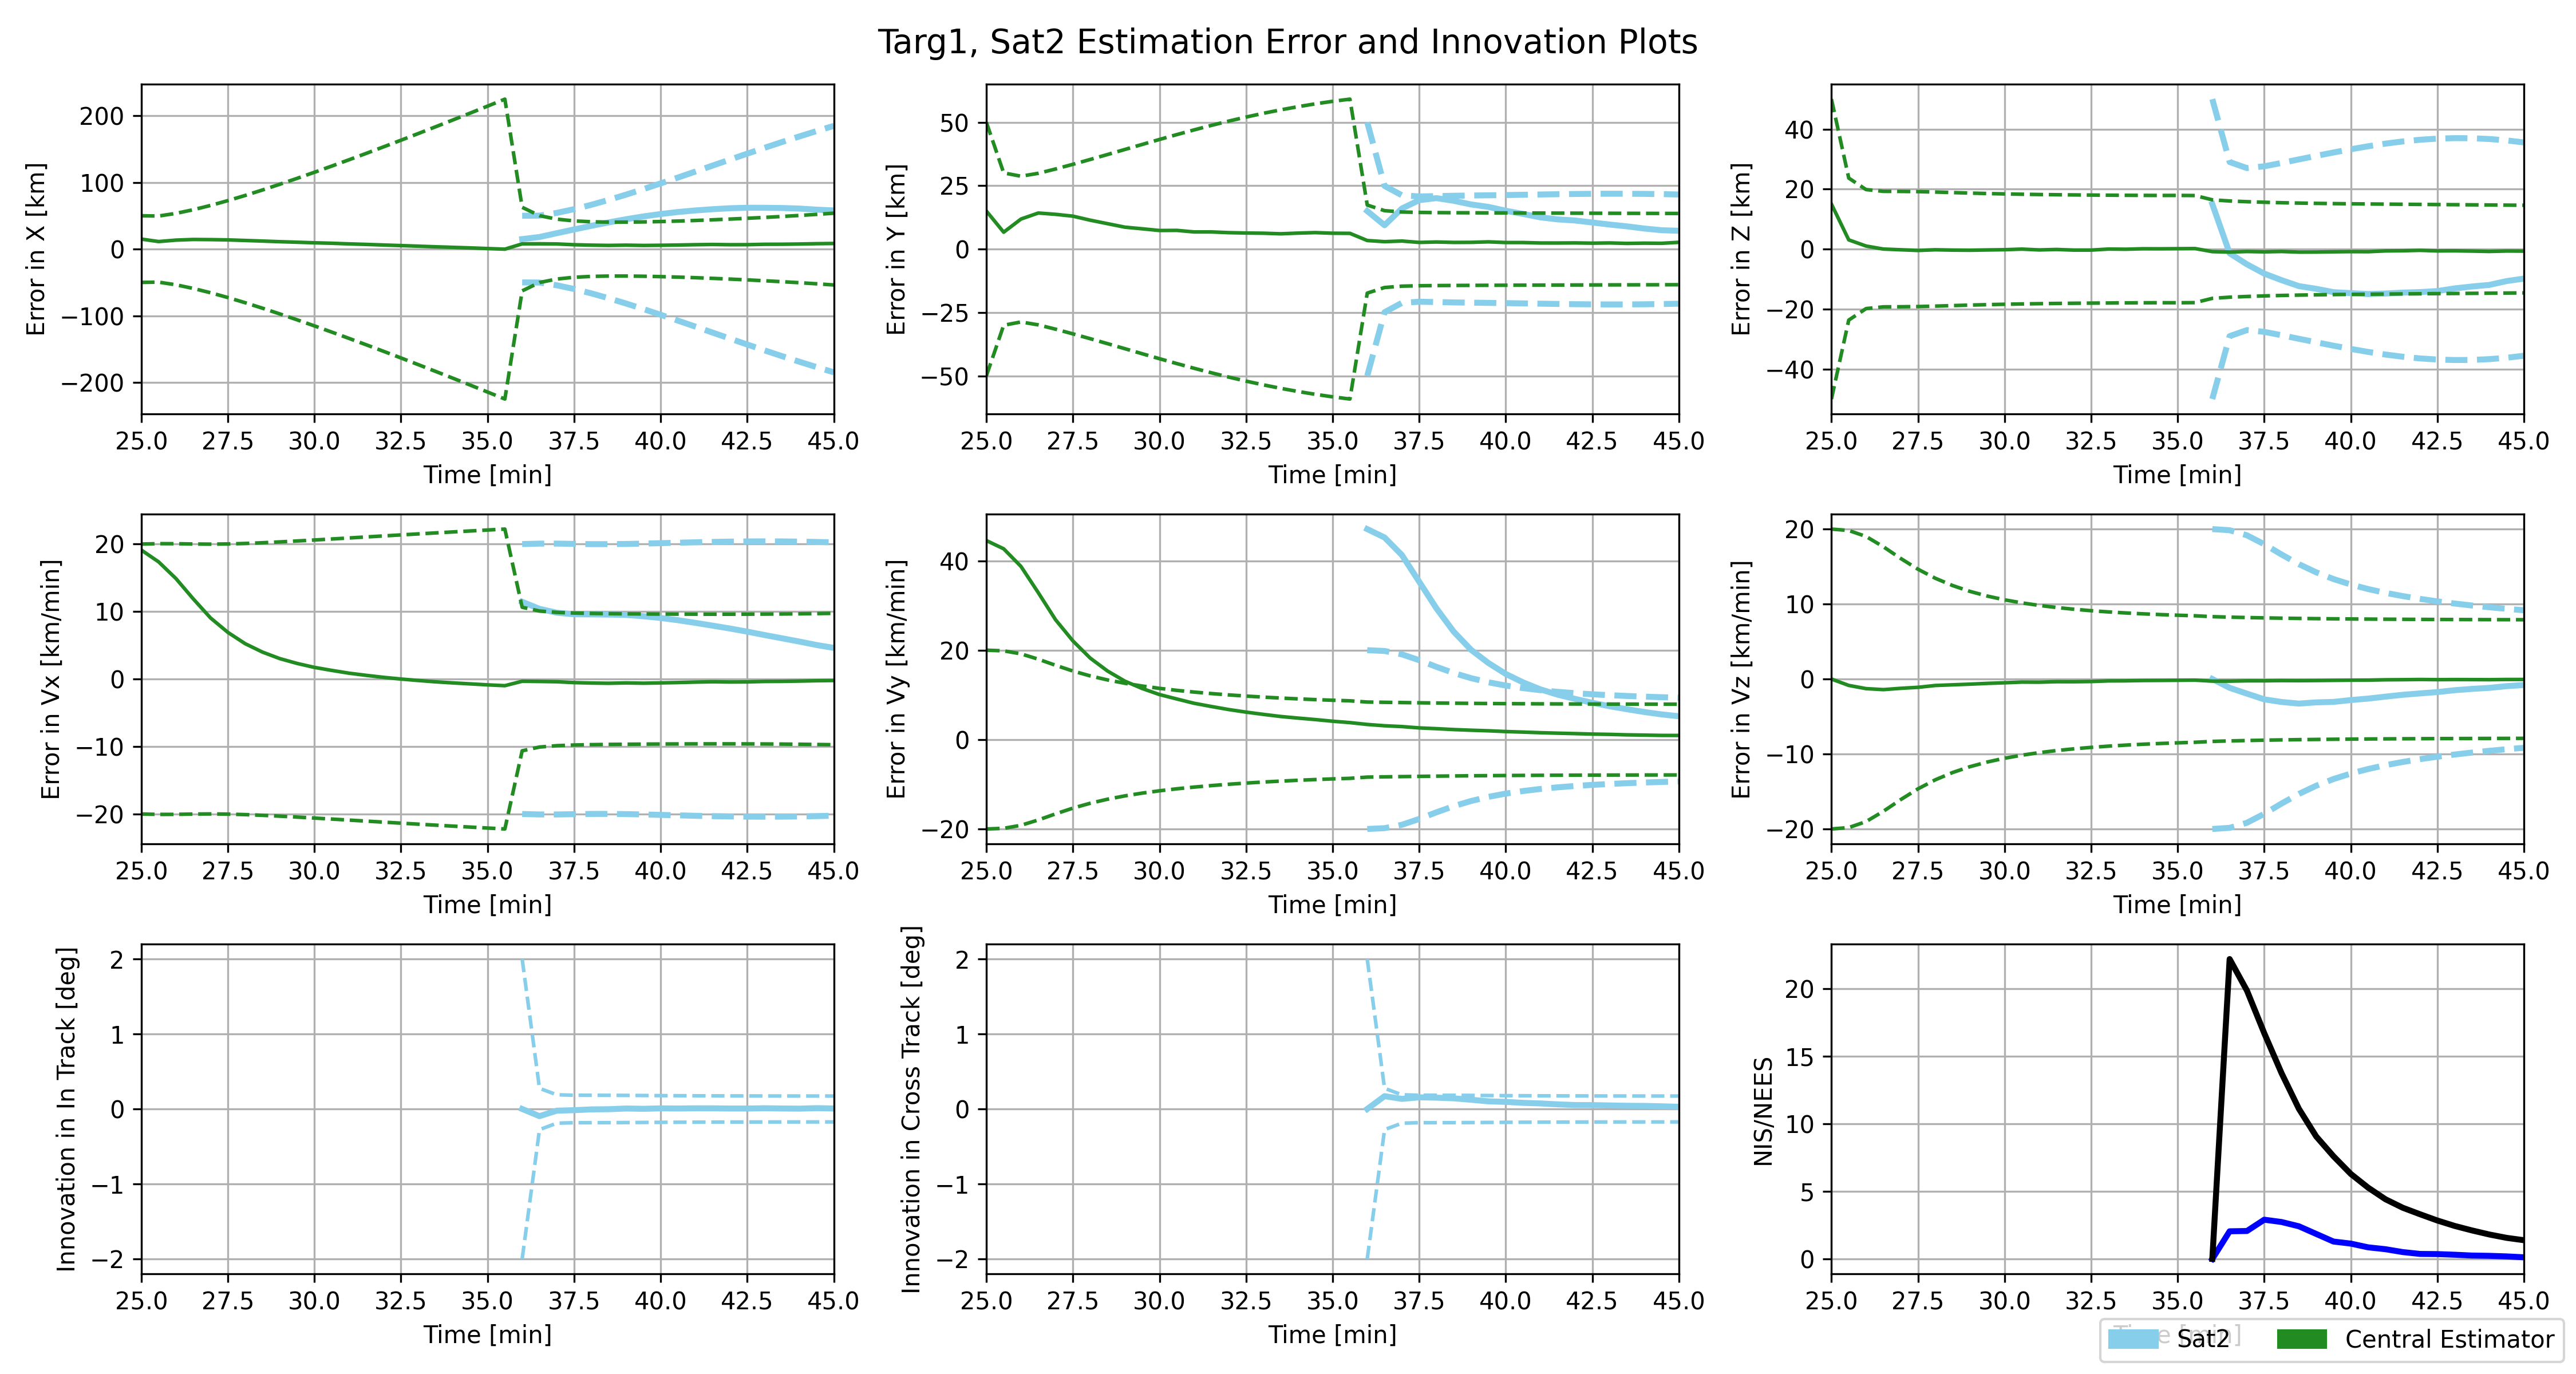 Targ1, Sat2 Estimation Error and Innovation Plots
Error in X [km]
200
100
0
−100
−200
25.0 27.5 30.0 32.5 35.0 37.5 40.0 42.5 45.0
Time [min]
Error in Y [km]
50
25
0
−25
−50
25.0 27.5 30.0 32.5 35.0 37.5 40.0 42.5 45.0
Time [min]
Error in Z [km]
40
20
0
−20
−40
25.0 27.5 30.0 32.5 35.0 37.5 40.0 42.5 45.0
Time [min]
Error in Vx [km/min]
20
10
0
−10
−20
25.0 27.5 30.0 32.5 35.0 37.5 40.0 42.5 45.0
Time [min]
Error in Vy [km/min]
40
20
0
−20
25.0 27.5 30.0 32.5 35.0 37.5 40.0 42.5 45.0
Time [min]
Error in Vz [km/min]
20
10
0
−10
−20
25.0 27.5 30.0 32.5 35.0 37.5 40.0 42.5 45.0
Time [min]
Innovation in In Track [deg]
2
1
0
−1
−2
25.0 27.5 30.0 32.5 35.0 37.5 40.0 42.5 45.0
Time [min]
Innovation in Cross Track [deg]
2
1
0
−1
−2
25.0 27.5 30.0 32.5 35.0 37.5 40.0 42.5 45.0
Time [min]
NIS/NEES
20
15
10
5
0
25.0 27.5 30.0 32.5 35.0 37.5 40.0 42.5 45.0
Time [min]
Sat2 Central Estimator